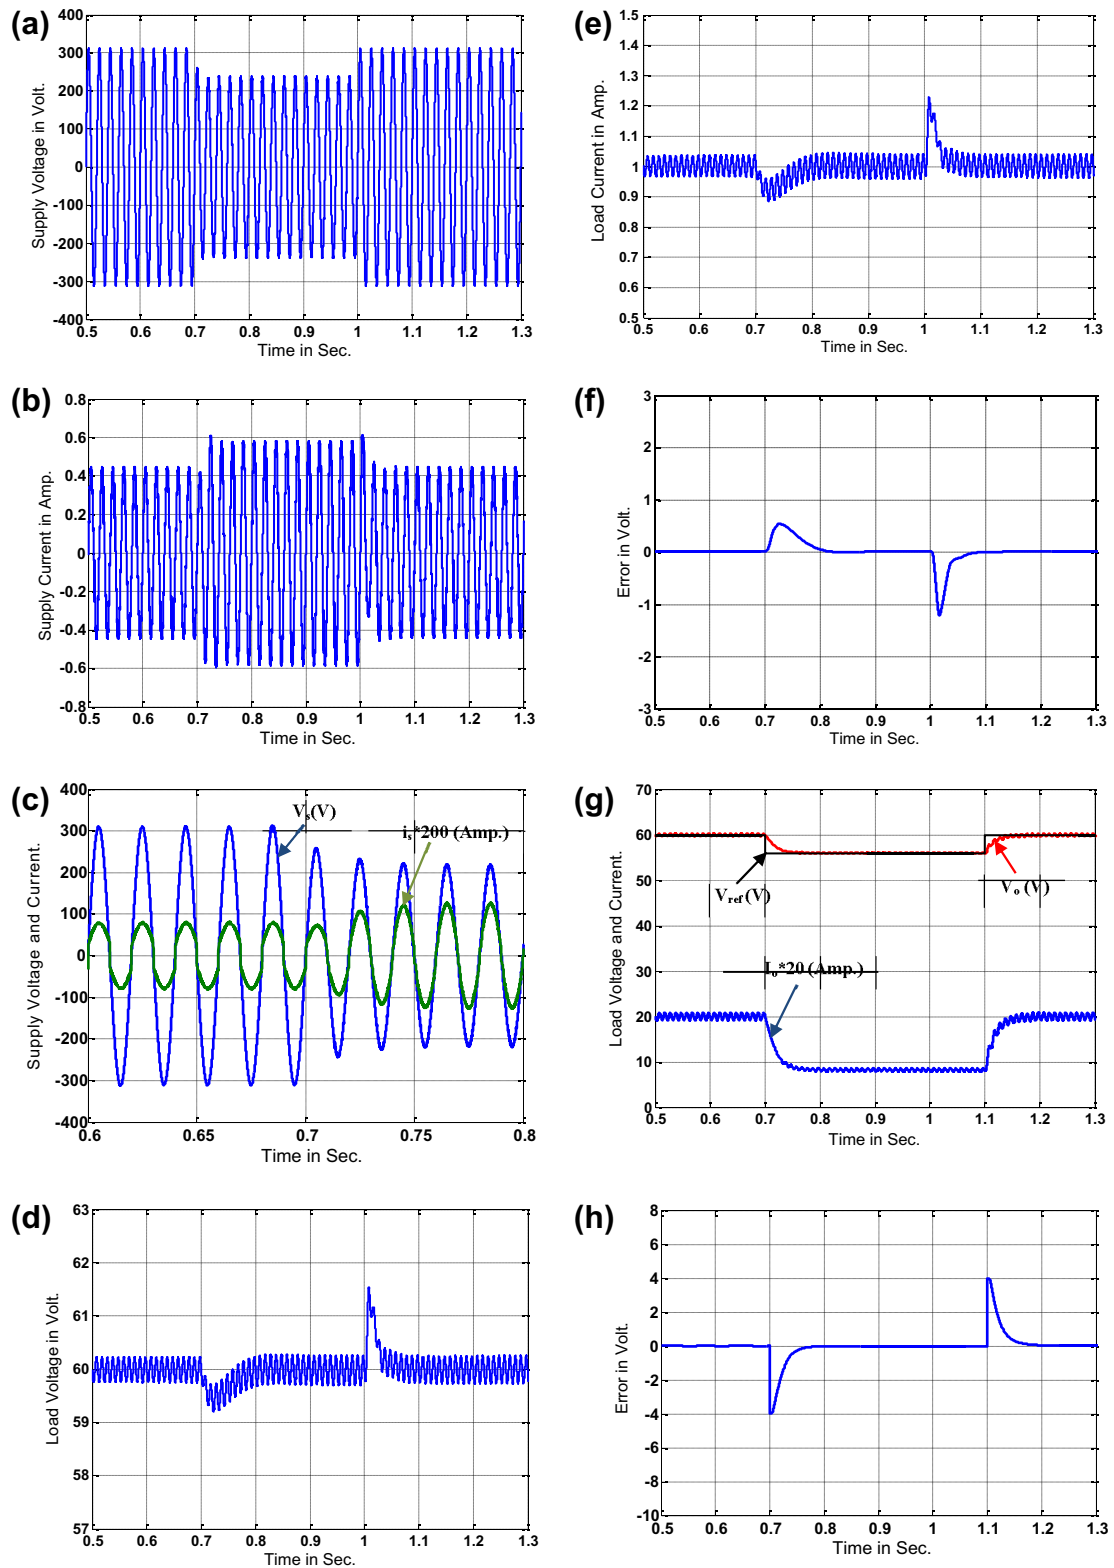 (a)
Supply Voltage in Volt.
400
300
200
100
0
-100
-200
-300
-400
0.5 0.6 0.7 0.8 0.9 1 1.1 1.2 1.3
Time in Sec.
(b)
Supply Current in Amp.
0.8
0.6
0.4
0.2
0
-0.2
-0.4
-0.6
-0.8
0.5 0.6 0.7 0.8 0.9 1 1.1 1.2 1.3
Time in Sec.
(c)
Supply Voltage and Current.
400
300
200
100
0
-100
-200
-300
-400
Vs(V)
is*200 (Amp.)
0.6 0.65 0.7 0.75 0.8
Time in Sec.
(d)
Load Voltage in Volt.
63
62
61
60
59
58
57
0.5 0.6 0.7 0.8 0.9 1 1.1 1.2 1.3
Time in Sec.
(e)
Load Current in Amp.
1.5
1.4
1.3
1.2
1.1
1
0.9
0.8
0.7
0.6
0.5
0.5 0.6 0.7 0.8 0.9 1 1.1 1.2 1.3
Time in Sec.
(f)
Error in Volt.
3
2
1
0
-1
-2
-3
0.5 0.6 0.7 0.8 0.9 1 1.1 1.2 1.3
Time in Sec.
(g)
Load Voltage and Current.
70
60
50
40
30
20
10
0
Vref (V)
Vo (V)
Io*20 (Amp.)
0.5 0.6 0.7 0.8 0.9 1 1.1 1.2 1.3
Time in Sec.
(h)
Error in Volt.
8
6
4
2
0
-2
-4
-6
-8
-10
0.5 0.6 0.7 0.8 0.9 1 1.1 1.2 1.3
Time in Sec.